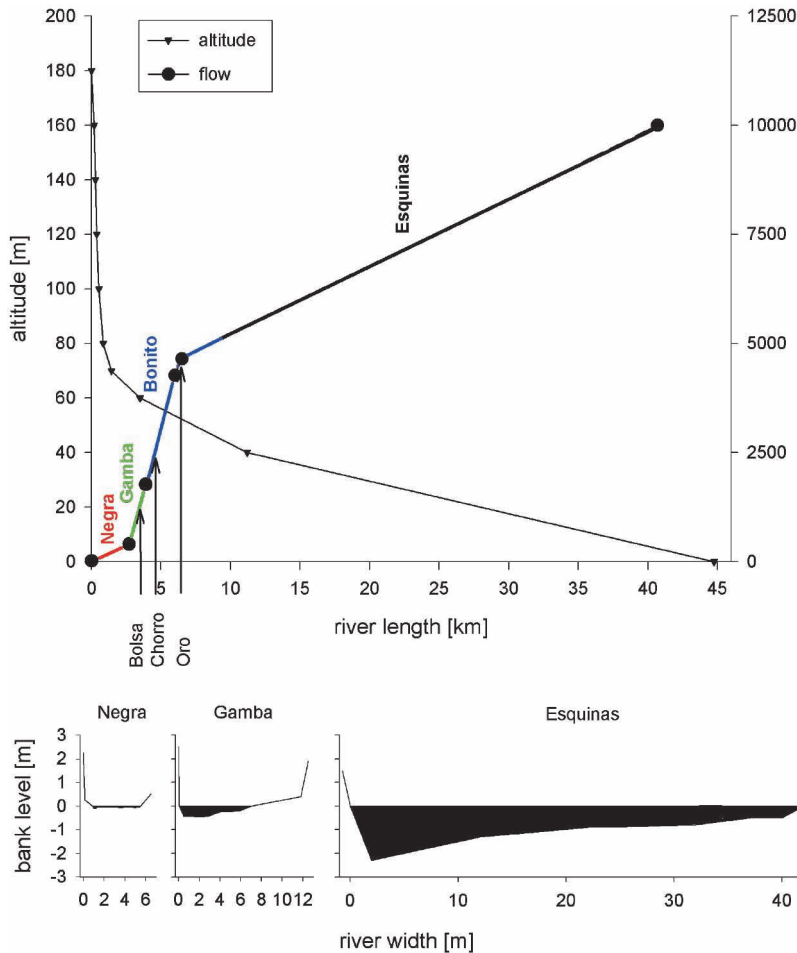 altitude
flow
200
180
160
140
120
100
80
60
40
20
0
altitude [m]
12500
10000
7500
5000
2500
0
Negra
Gamba
Bonito
Esquinas
0 5 10 15 20 25 30 35 40 45
river length [km]
Bolsa
Chorro
Oro
Negra Gamba Esquinas
3
2
1
0
-1
-2
-3
bank level [m]
0 2 4 6 0 2 4 6 8 10 12 0 10 20 30 40
river width [m]